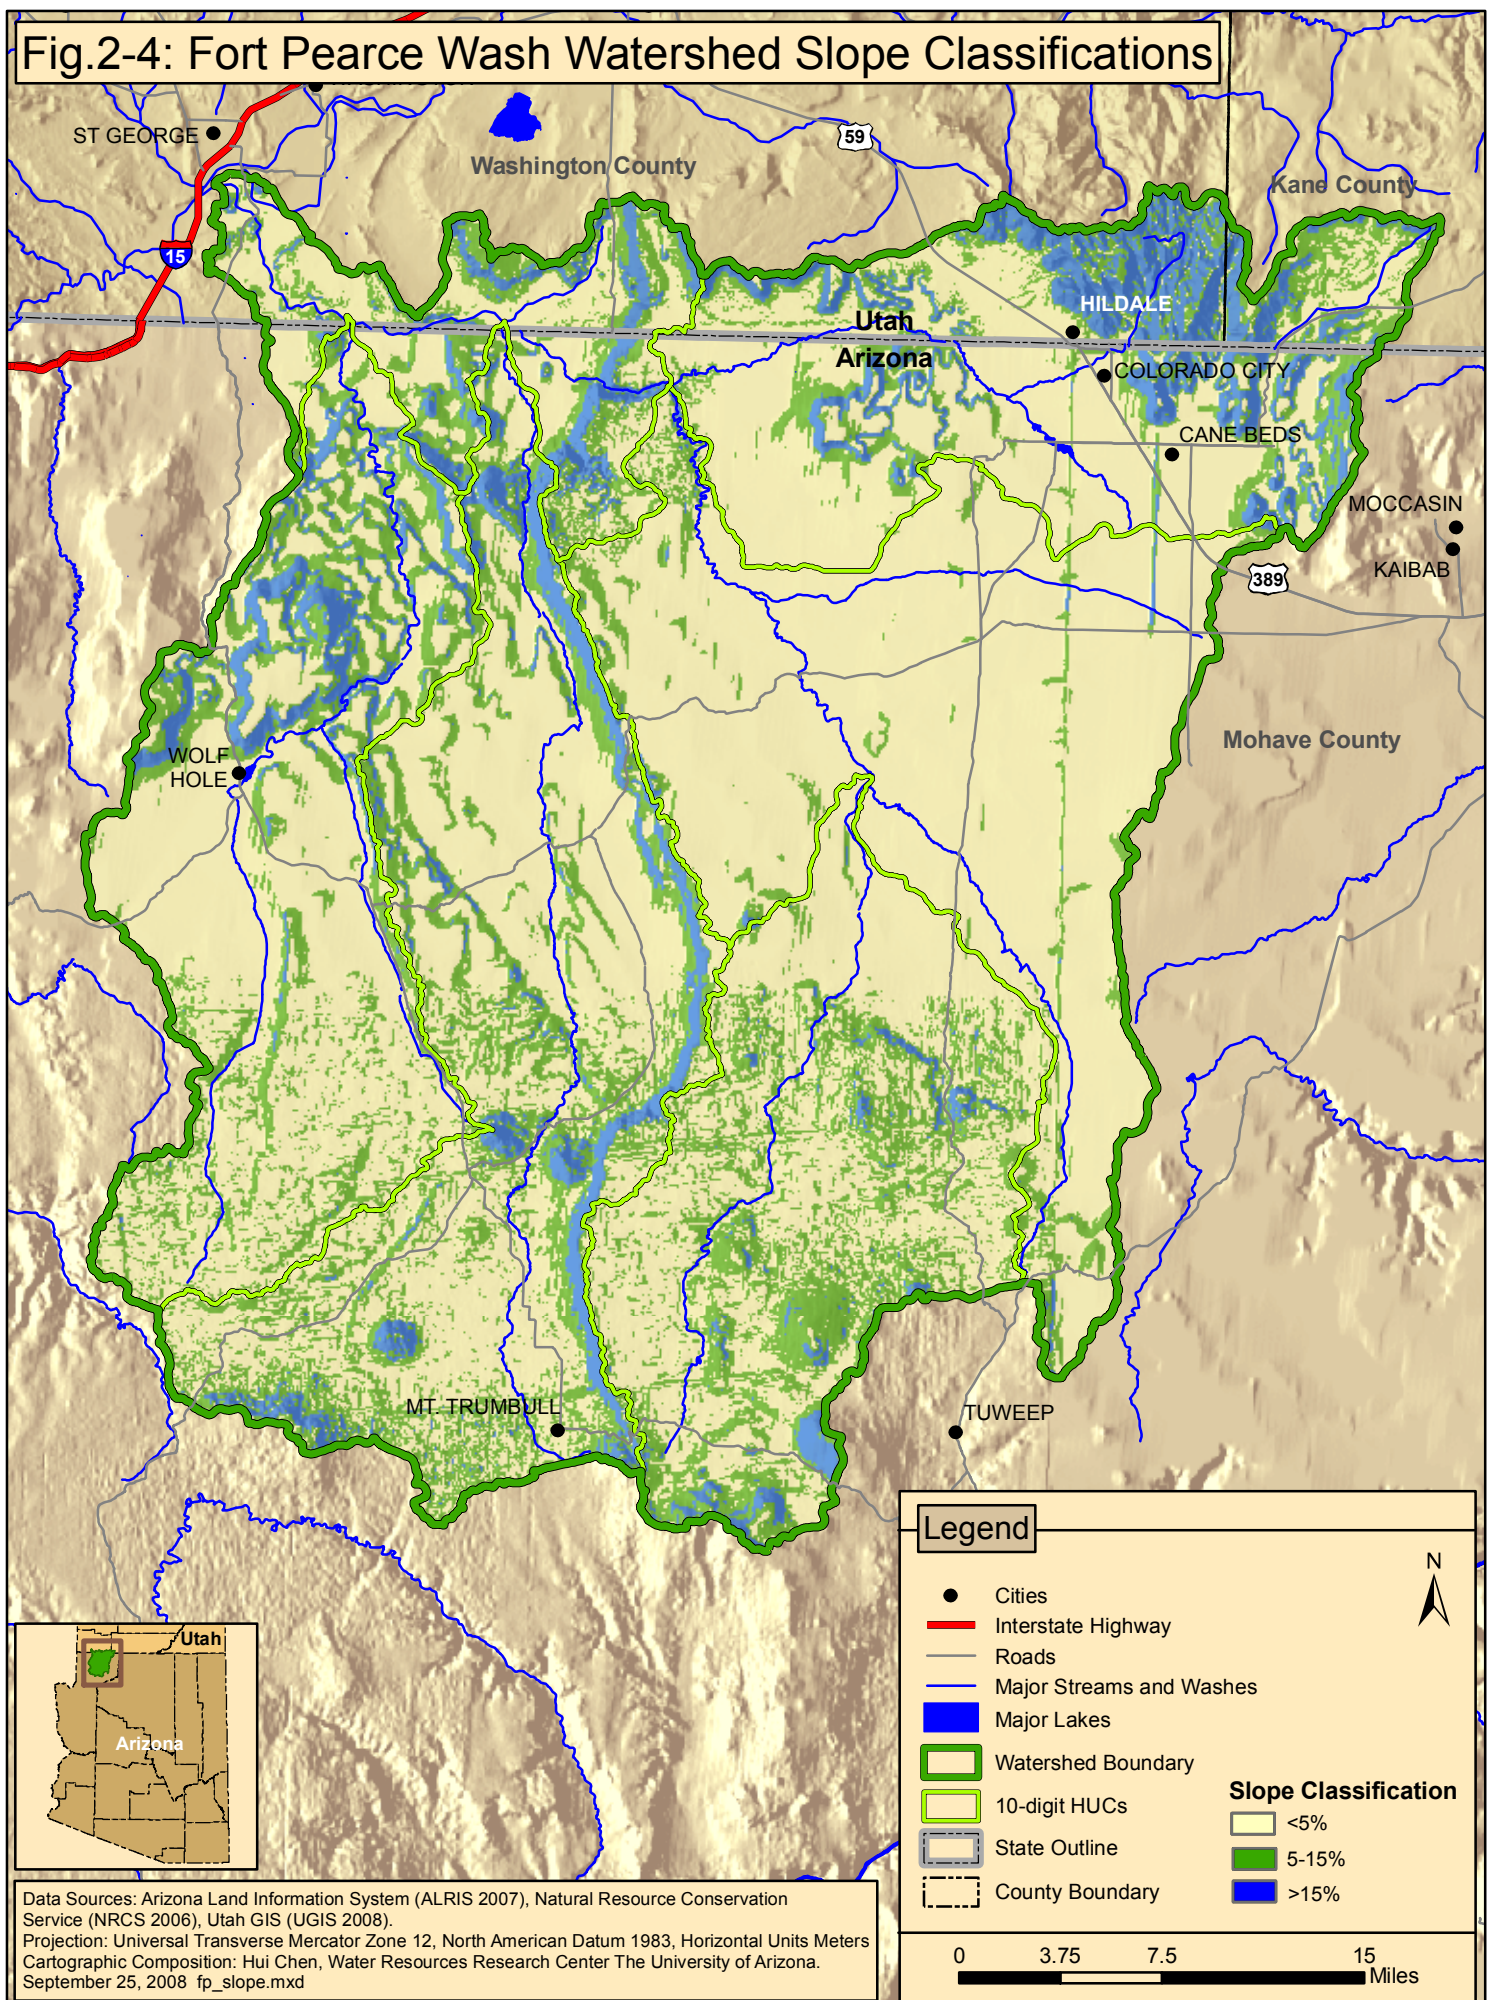 Fig.2-4: Fort Pearce Wash Watershed Slope Classifications
ST GEORGE
59
Washington County
Kane County
15
HILDALE
Utah
Arizona
COLORADO CITY
CANE BEDS
MOCCASIN
KAIBAB
389
Mohave County
WOLF
HOLE
MT. TRUMBULL
TUWEEP
Legend
N
Cities
Interstate Highway
Roads
Major Streams and Washes
Major Lakes
Watershed Boundary
10-digit HUCs
State Outline
County Boundary
Slope Classification
<5%
5-15%
>15%
0 3.75 7.5 15
Miles
Utah
Arizona
Data Sources: Arizona Land Information System (ALRIS 2007), Natural Resource Conservation
Service (NRCS 2006), Utah GIS (UGIS 2008).
Projection: Universal Transverse Mercator Zone 12, North American Datum 1983, Horizontal Units Meters
Cartographic Composition: Hui Chen, Water Resources Research Center The University of Arizona.
September 25, 2008 fp_slope.mxd